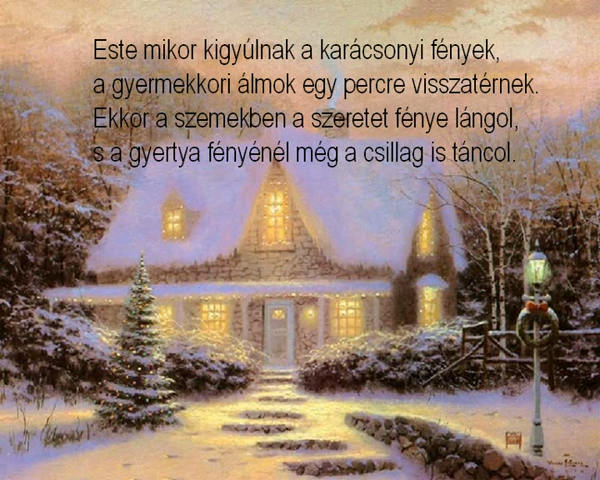 Este mikor kigyúlnak a karácsonyi fények,
a gyermekkori álmok egy percre visszatérnek.
Ekkor a szemekben a szeretet fénye lángol,
s a gyertya fényénél még a csillag is táncol.